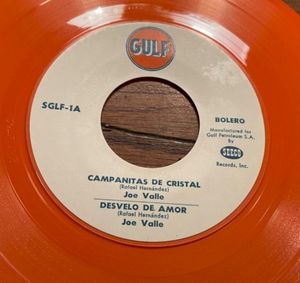 GULF
SGLF-1A
BOLERO
Manufactured for
Gulf Petroleum S.A.
By
SEECO
Records, Inc.
CAMPANITAS DE CRISTAL
(Rafael Hernández)
Joe Valle
DESVELO DE AMOR
(Rafael Hernández)
Joe Valle